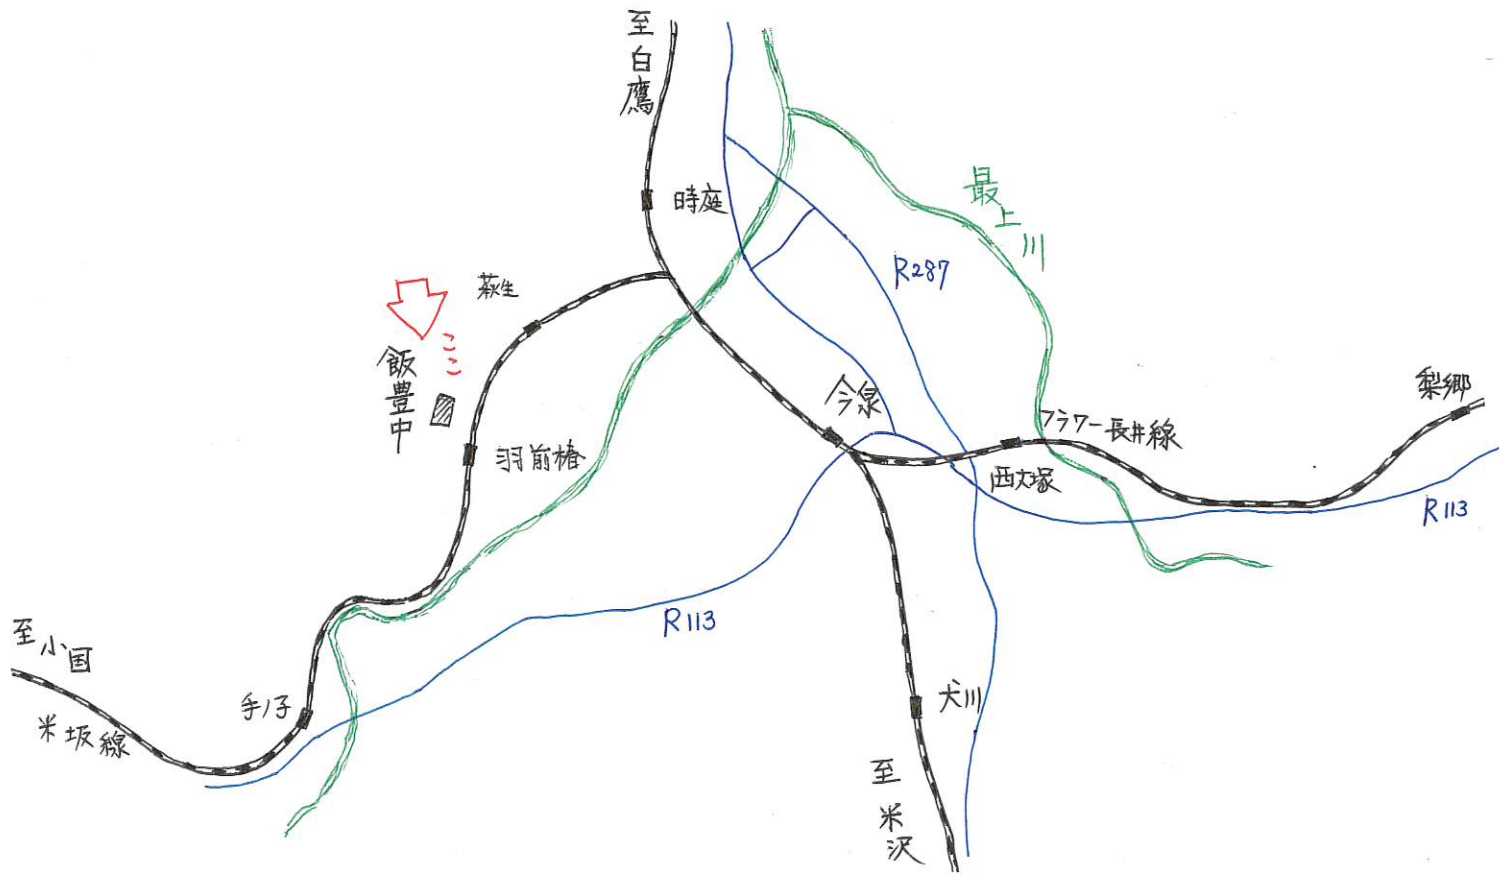 至白鷹
時庭
最上川
R287
萩生
ここ
飯豊中
羽前椿
今泉
フラワー長井線
西大塚
梨郷
R113
R113
至小国
米坂線
手ノ子
犬川
至米沢